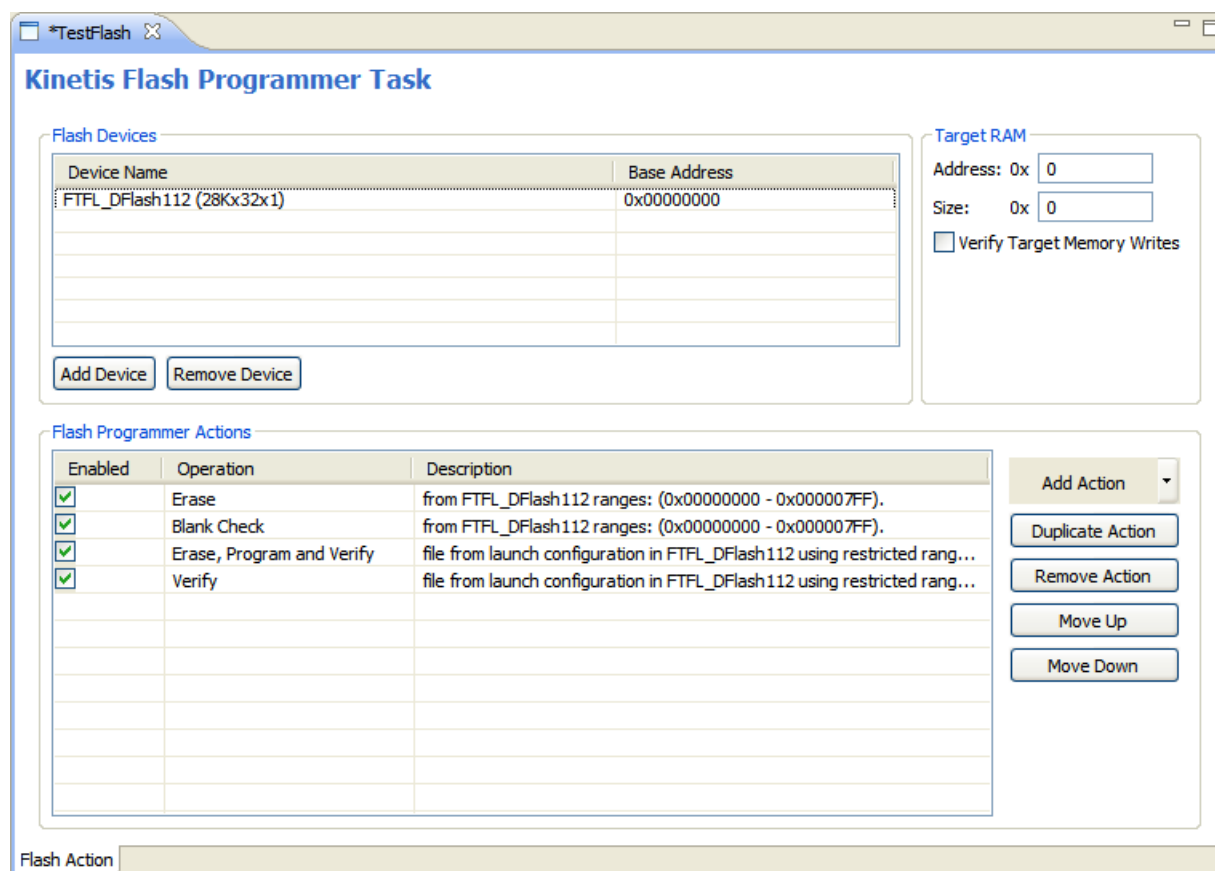 *TestFlash
Kinetis Flash Programmer Task
Flash Devices
Device Name Base Address
FTFL_DFlash112 (28Kx32x1) 0x00000000
Add Device Remove Device
Target RAM
Address: 0x 0
Size: 0x 0
Verify Target Memory Writes
Flash Programmer Actions
Enabled Operation Description
Erase from FTFL_DFlash112 ranges: (0x00000000 - 0x000007FF).
Blank Check from FTFL_DFlash112 ranges: (0x00000000 - 0x000007FF).
Erase, Program and Verify file from launch configuration in FTFL_DFlash112 using restricted rang...
Verify file from launch configuration in FTFL_DFlash112 using restricted rang...
Add Action
Duplicate Action
Remove Action
Move Up
Move Down
Flash Action